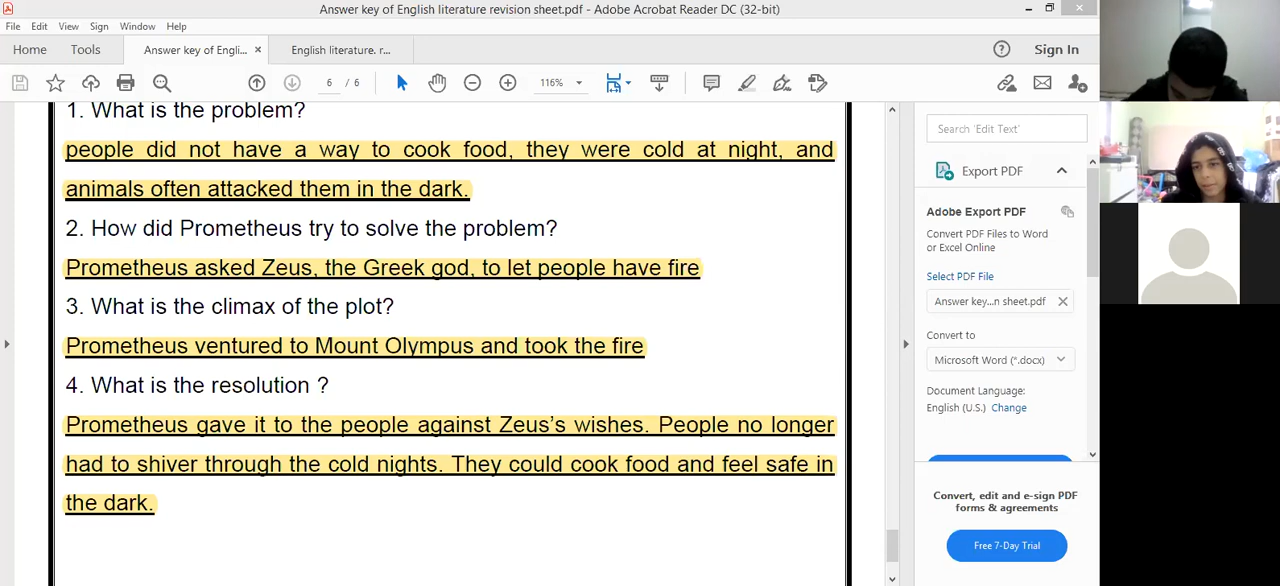 Answer key of English literature revision sheet.pdf - Adobe Acrobat Reader DC (32-bit)
File Edit View Sign Window Help
Home Tools Answer key of Engli... × English literature. r... ? Sign In
6 / 6 116%
1. What is the problem?
people did not have a way to cook food, they were cold at night, and
animals often attacked them in the dark.
2. How did Prometheus try to solve the problem?
Prometheus asked Zeus, the Greek god, to let people have fire
3. What is the climax of the plot?
Prometheus ventured to Mount Olympus and took the fire
4. What is the resolution ?
Prometheus gave it to the people against Zeus's wishes. People no longer
had to shiver through the cold nights. They could cook food and feel safe in
the dark.
Search 'Edit Text'
Export PDF
Adobe Export PDF
Convert PDF Files to Word
or Excel Online
Select PDF File
Answer key...n sheet.pdf
Convert to
Microsoft Word (*.docx)
Document Language:
English (U.S.) Change
Convert, edit and e-sign PDF
forms & agreements
Free 7-Day Trial